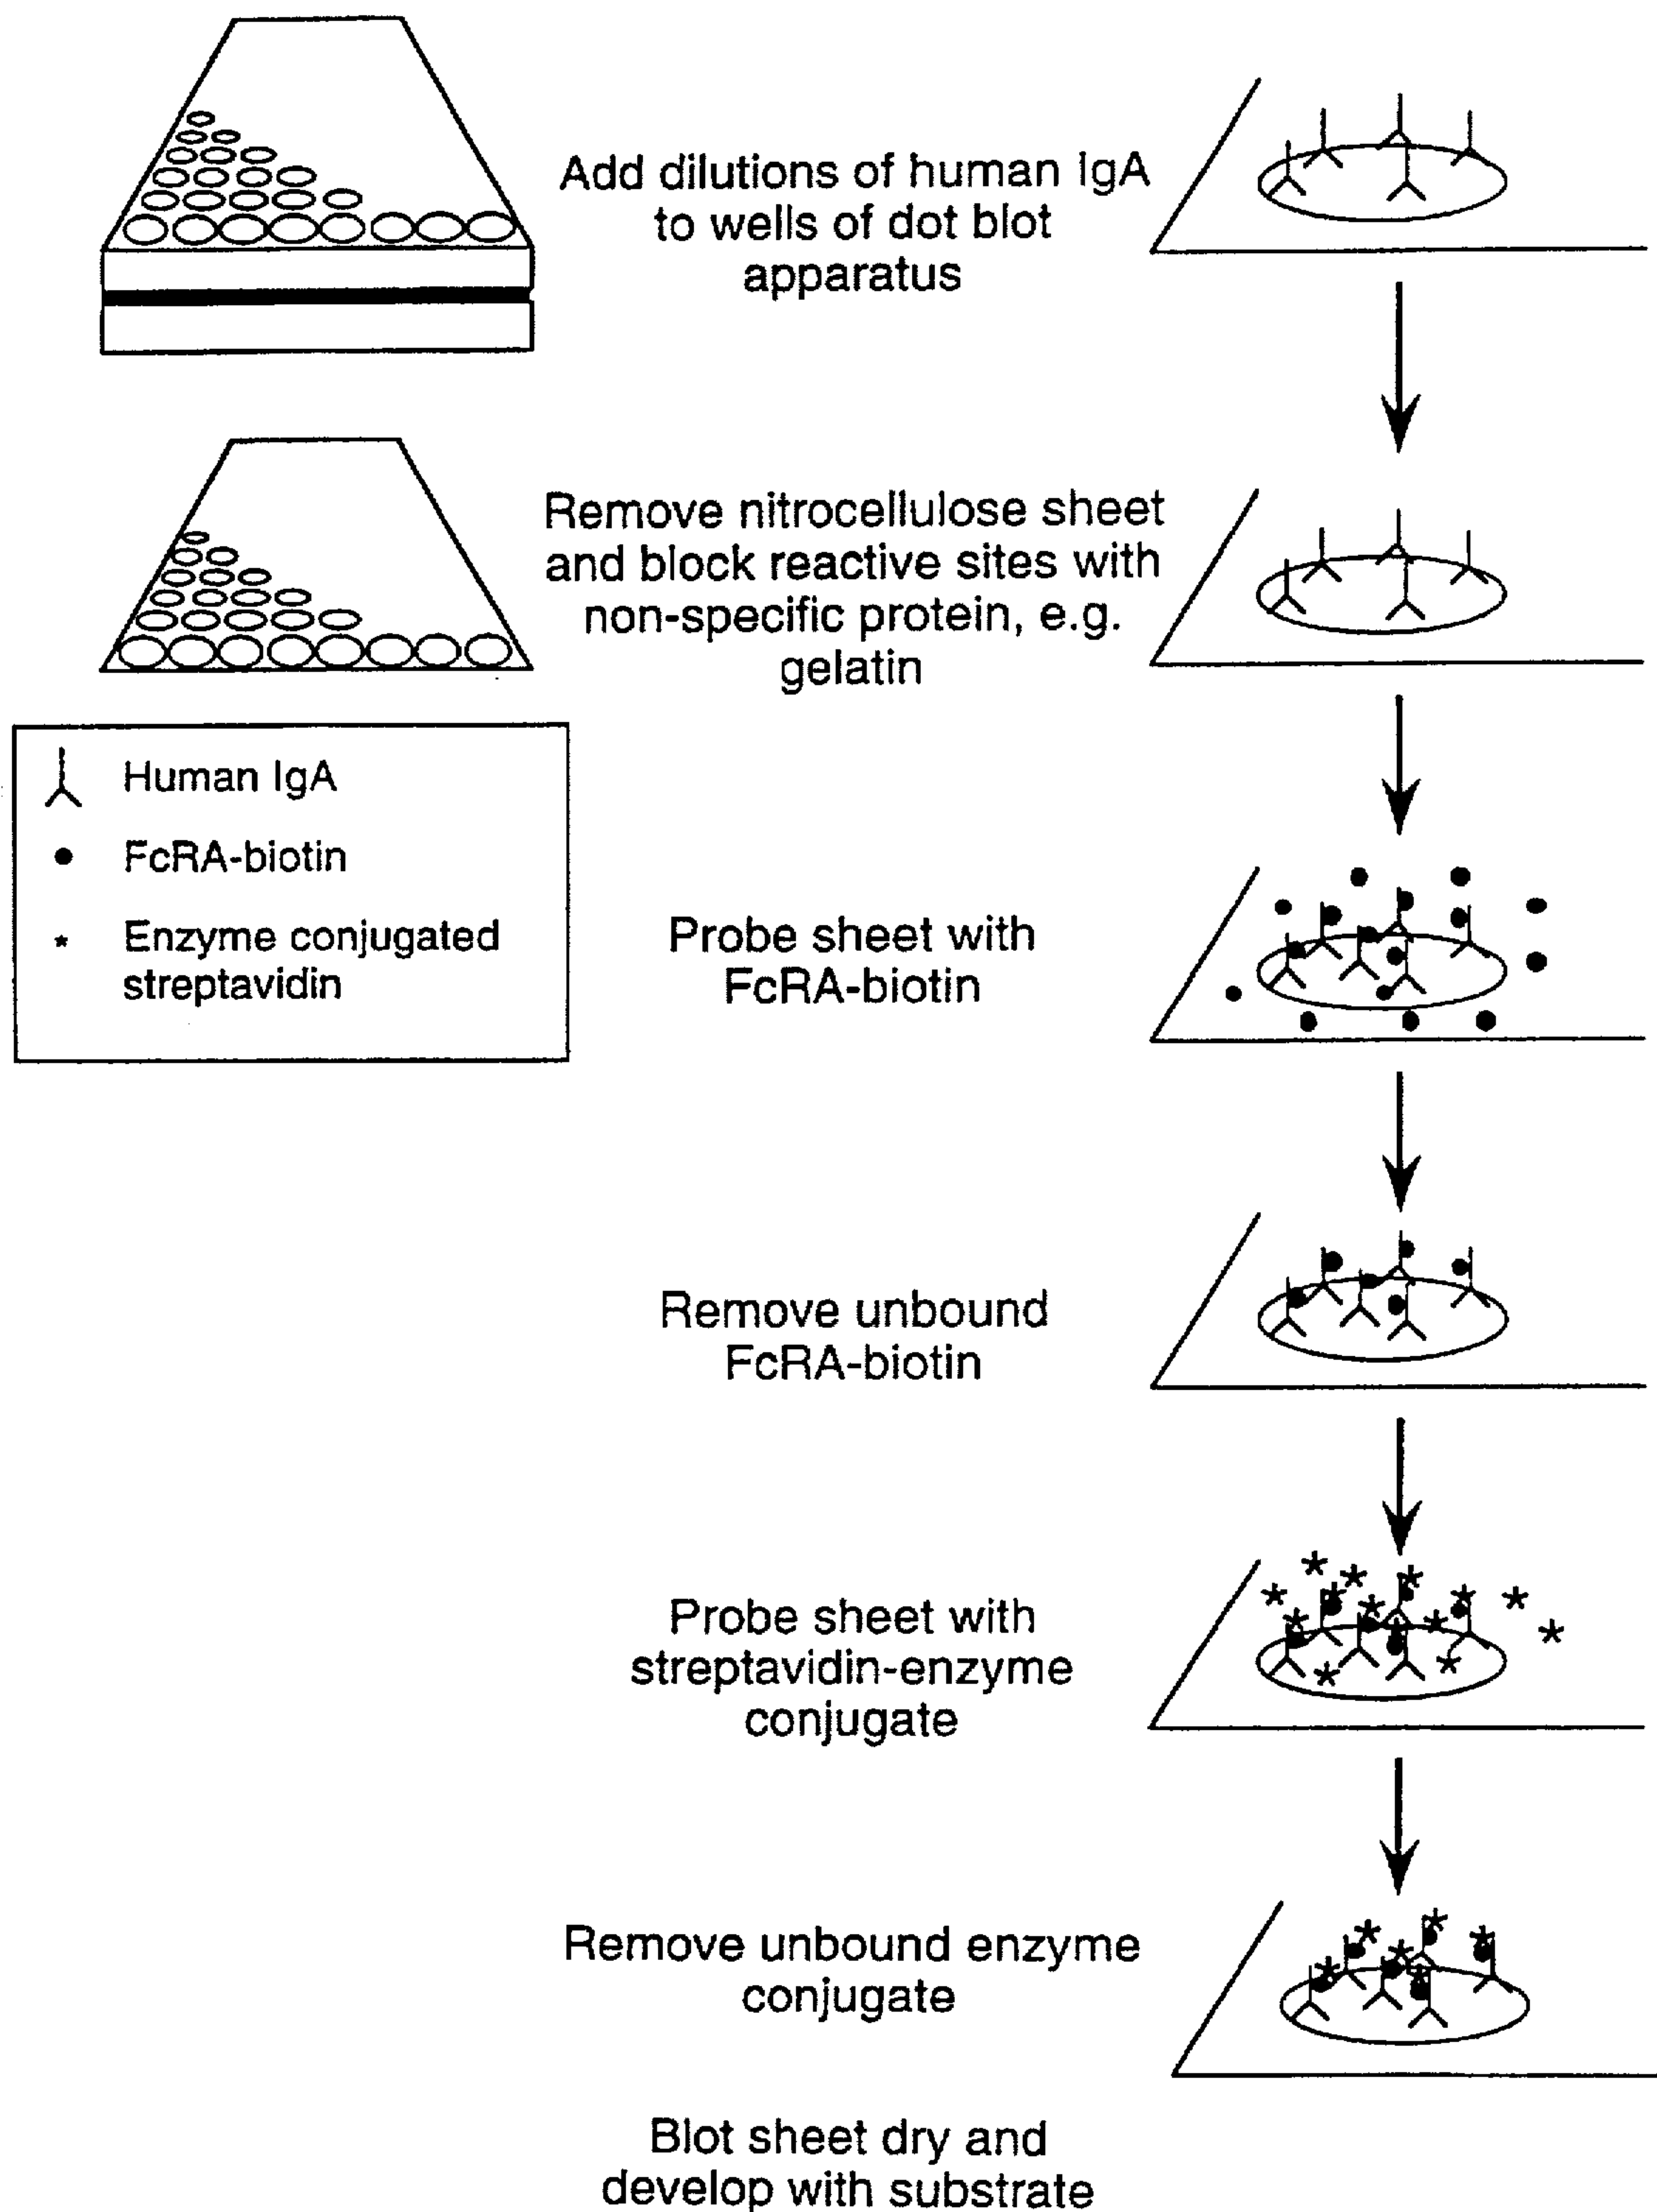 Add dilutions of human IgA
to wells of dot blot
apparatus
Remove nitrocellulose sheet
and block reactive sites with
non-specific protein, e.g.
gelatin
Human IgA
FcRA-biotin
Enzyme conjugated
streptavidin
Probe sheet with
FcRA-biotin
Remove unbound
FcRA-biotin
Probe sheet with
streptavidin-enzyme
conjugate
Remove unbound enzyme
conjugate
Blot sheet dry and
develop with substrate